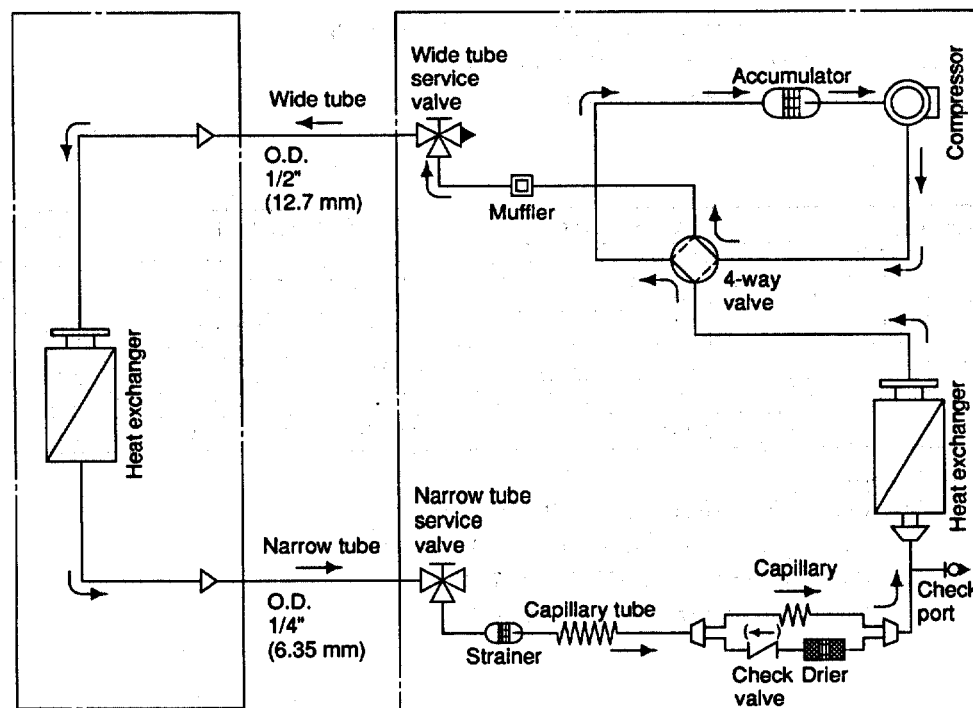 Wide tube
service
valve
Accumulator
Compressor
Wide tube
O.D.
1/2"
(12.7 mm)
Muffler
4-way
valve
Heat exchanger
Heat exchanger
Narrow tube
service
valve
Narrow tube
O.D.
1/4"
(6.35 mm)
Capillary tube
Strainer
Capillary
Check
port
Check
valve
Drier